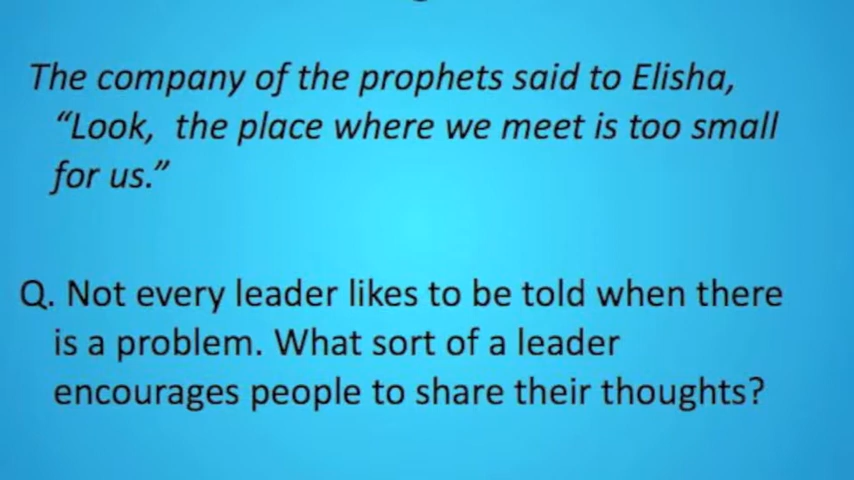 The company of the prophets said to Elisha,
“Look, the place where we meet is too small
for us.”
Q. Not every leader likes to be told when there
is a problem. What sort of a leader
encourages people to share their thoughts?